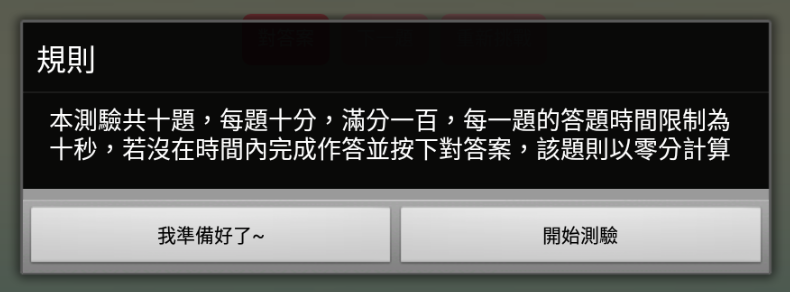 規則
本測驗共十題，每題十分，滿分一百，每一題的答題時間限制為
十秒，若沒在時間內完成作答並按下對答案，該題則以零分計算
我準備好了~
開始測驗